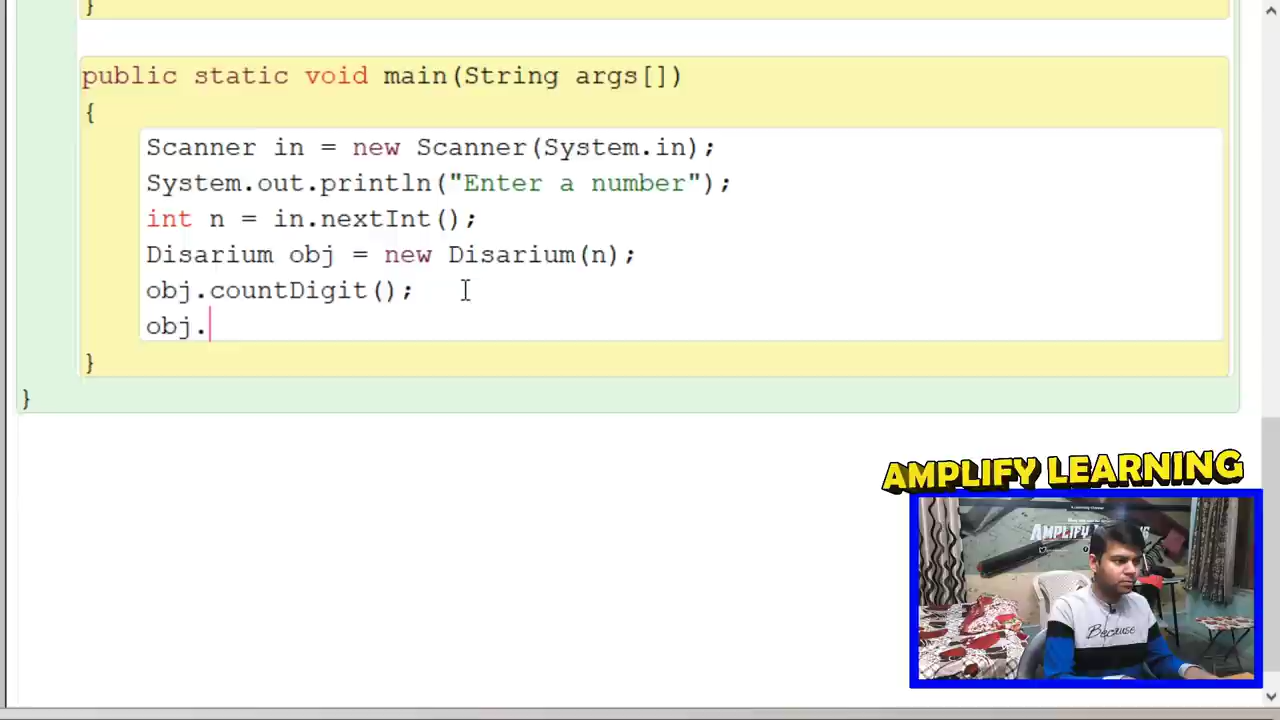 }
public static void main(String args[])
{
Scanner in = new Scanner(System.in);
System.out.println("Enter a number");
int n = in.nextInt();
Disarium obj = new Disarium(n);
obj.countDigit();
obj.
}
}
AMPLIFY LEARNING
Because